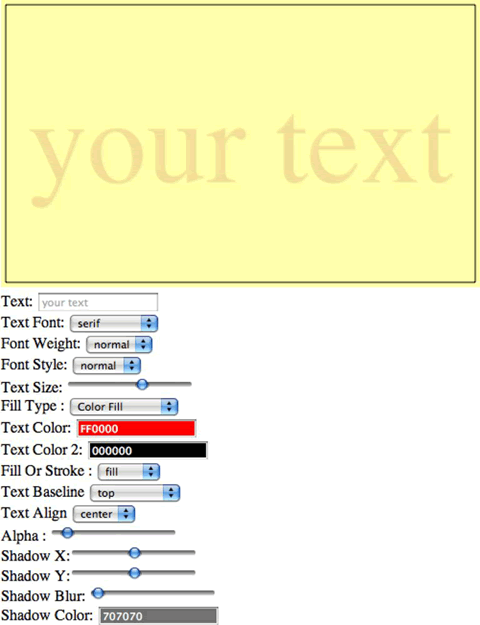 your text
Text: your text
Text Font: serif
Font Weight: normal
Font Style: normal
Text Size:
Fill Type : Color Fill
Text Color: FF0000
Text Color 2: 000000
Fill Or Stroke : fill
Text Baseline top
Text Align center
Alpha :
Shadow X:
Shadow Y:
Shadow Blur:
Shadow Color: 707070